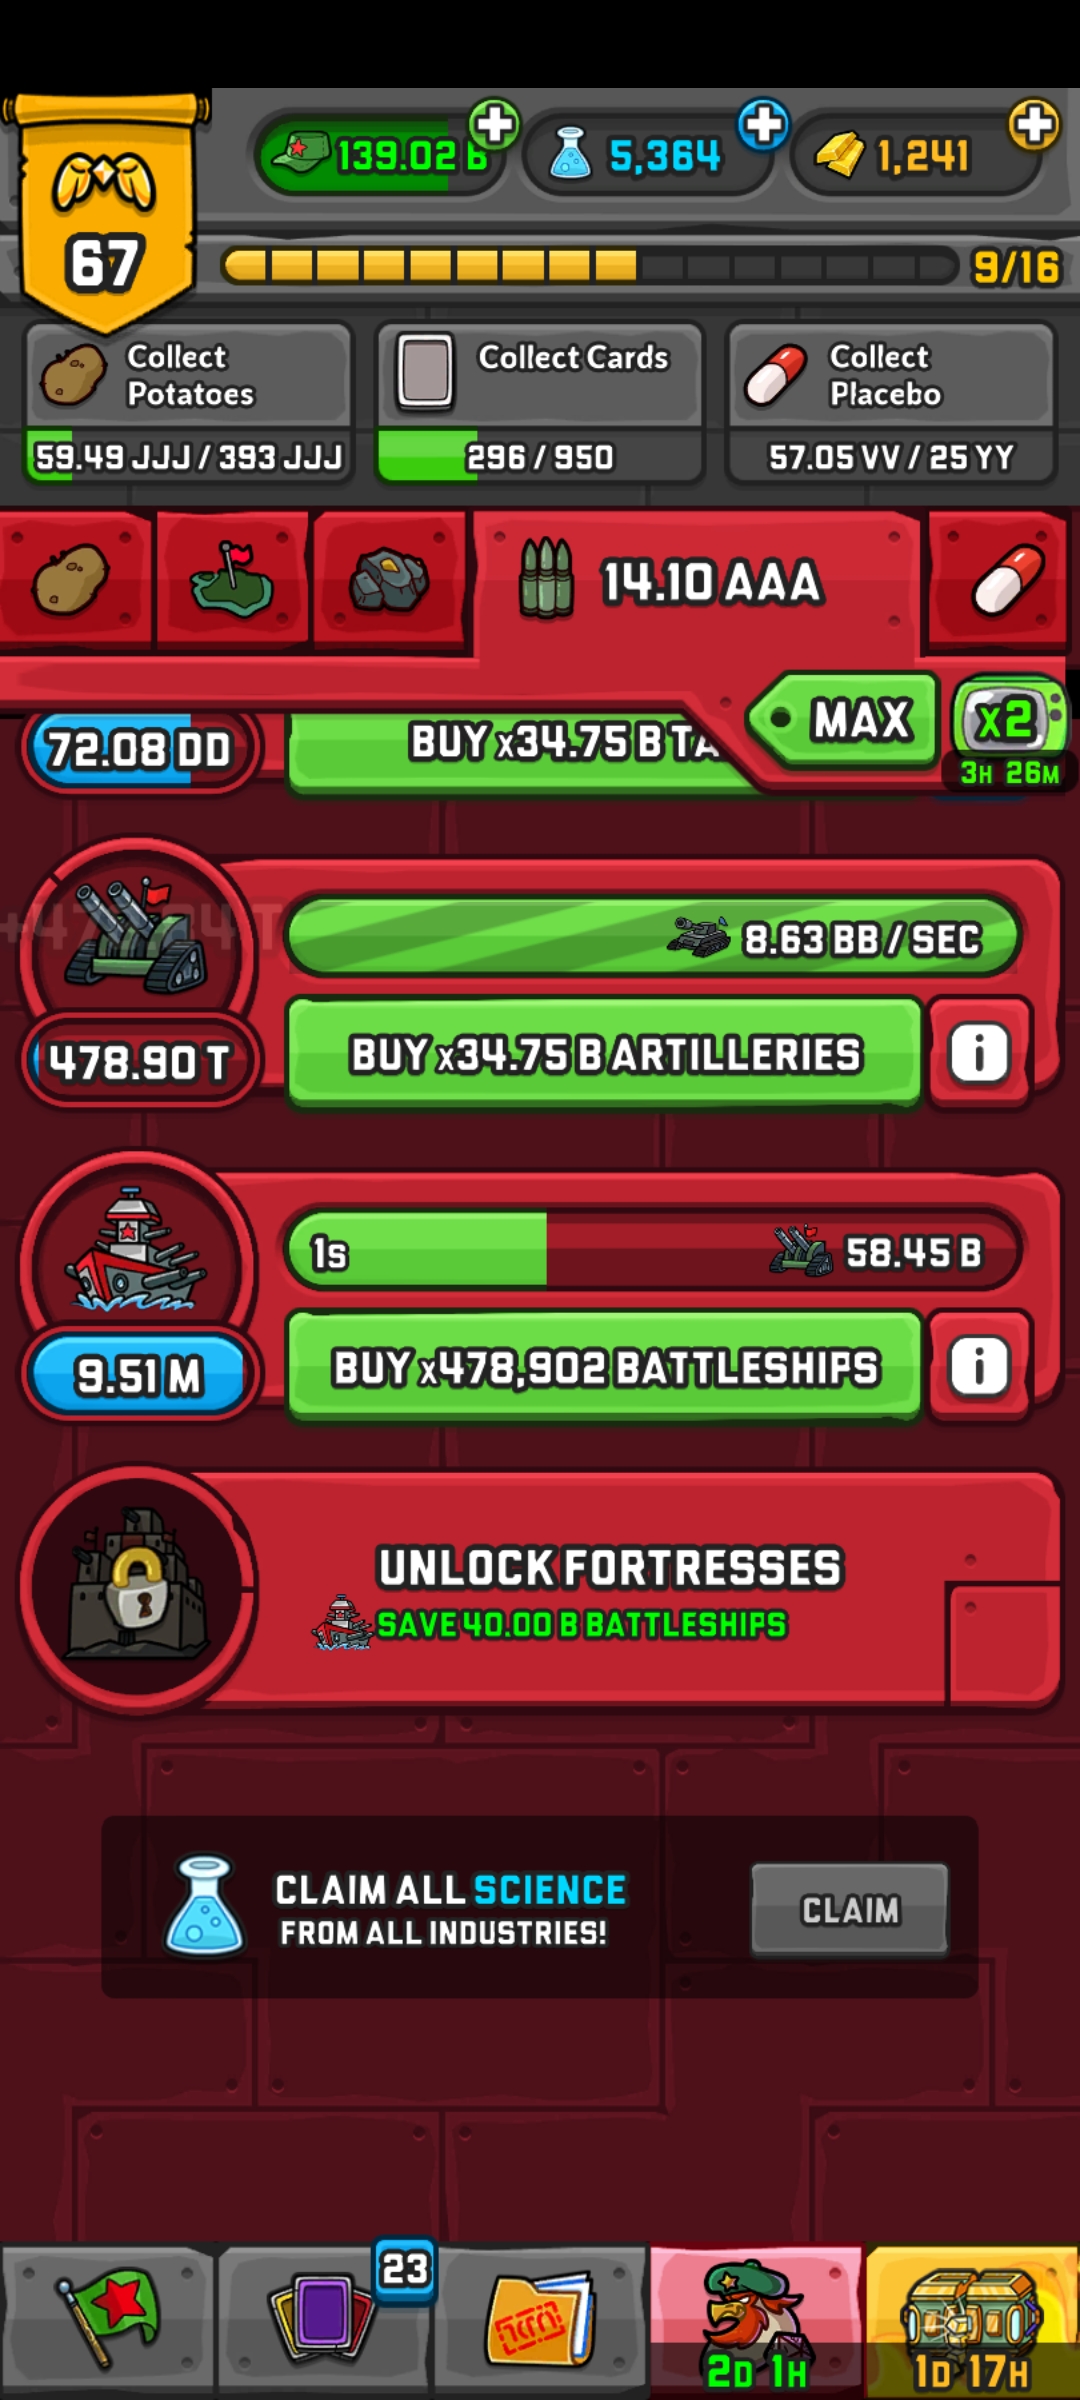 139.02 B
5,364
1,241
67
9/16
Collect
Potatoes
59.49 JJJ / 393 JJJ
Collect Cards
296 / 950
Collect
Placebo
57.05 VV / 25 YY
14.10 AAA
MAX
x2
3H 26M
72.08 DD
BUY x34.75 B TA
8.63 BB / SEC
478.90 T
BUY x34.75 B ARTILLERIES
i
1s
58.45 B
9.51 M
BUY x478,902 BATTLESHIPS
i
UNLOCK FORTRESSES
SAVE 40.00 B BATTLESHIPS
CLAIM ALL SCIENCE
FROM ALL INDUSTRIES!
CLAIM
23
2D 1H
1D 17H